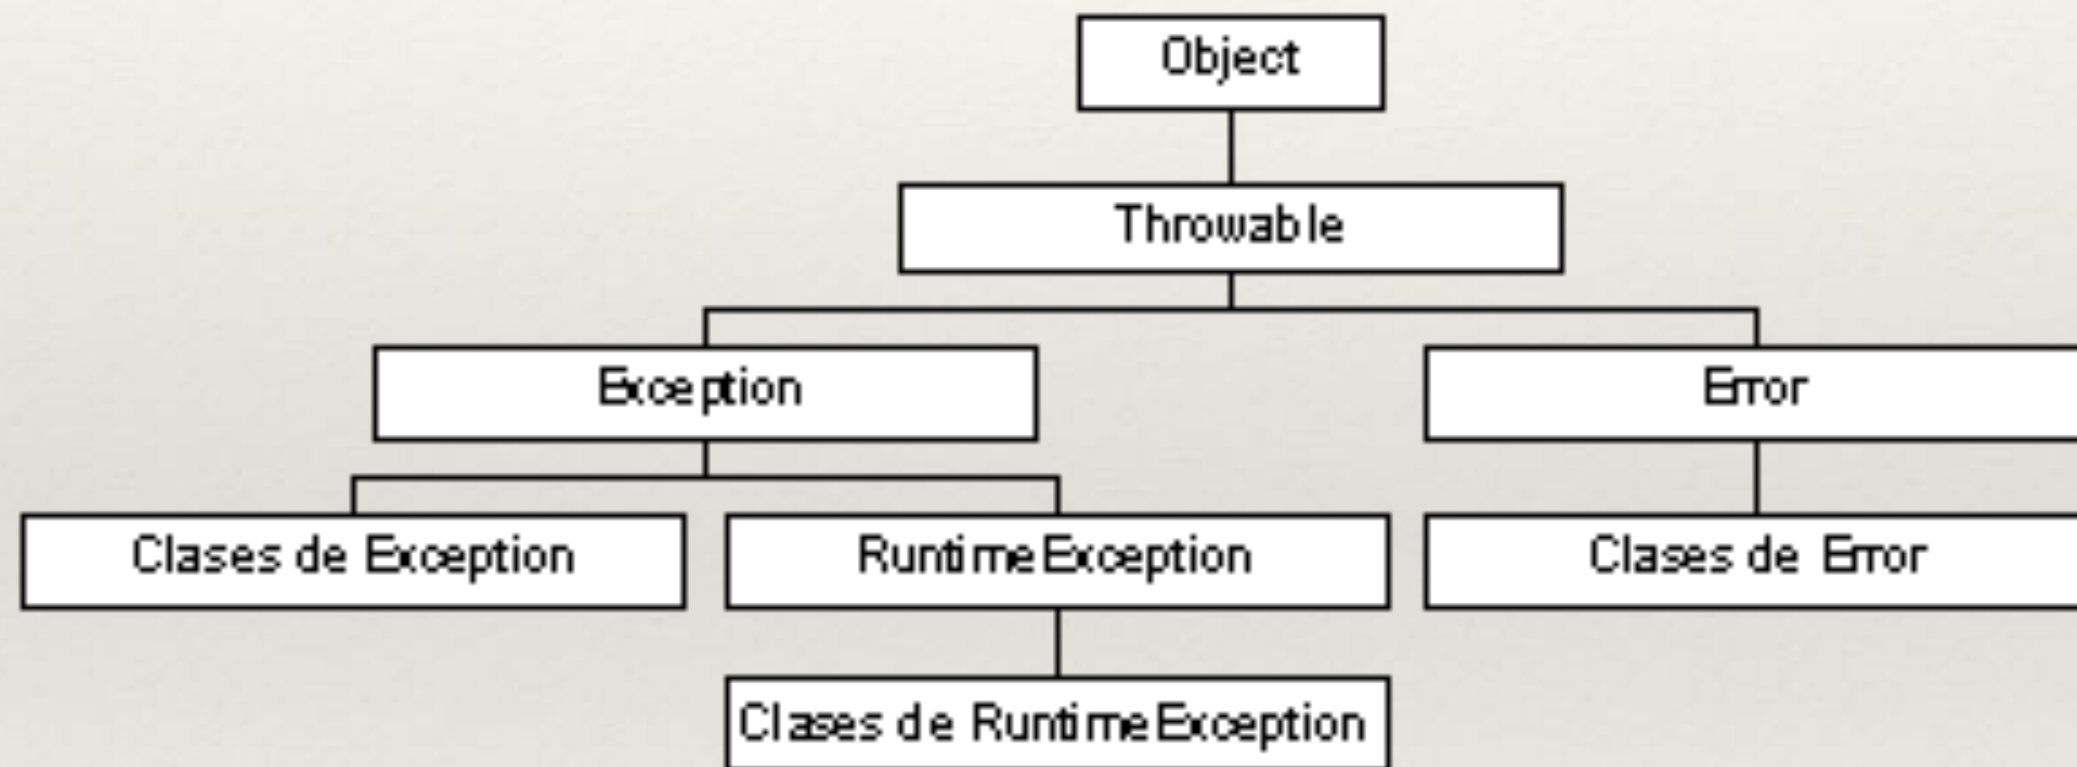 Object
Throwable
Exception
Error
Clases de Exception
RuntimeException
Clases de Error
Clases de RuntimeException